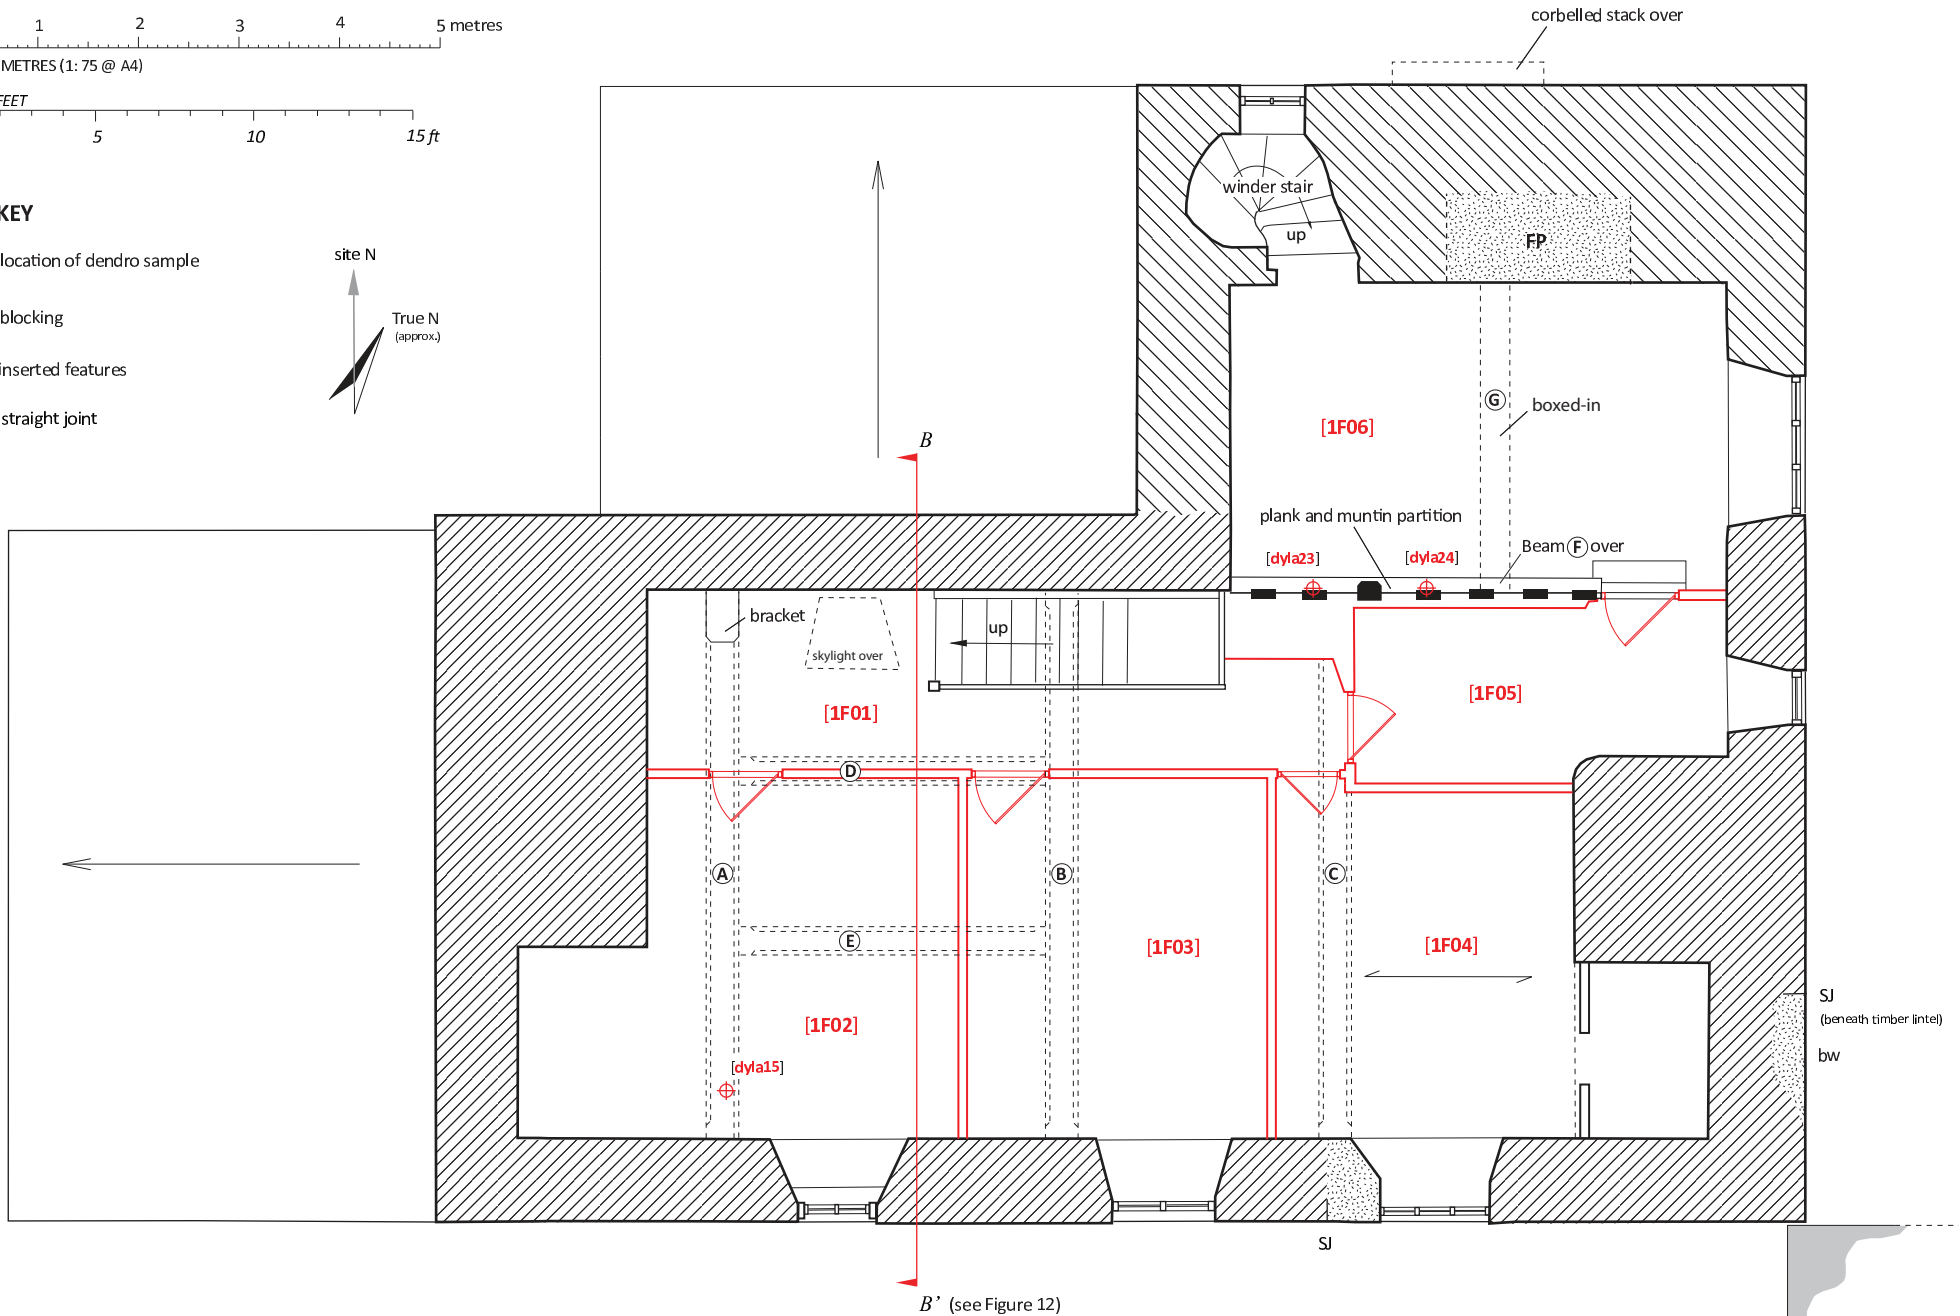 corbelled stack over
1 2 3 4 5 metres
METRES (1: 75 @ A4)
FEET
5 10 15 ft
KEY
location of dendro sample
blocking
inserted features
straight joint
site N
True N
(approx.)
winder stair
up
FP
B
G
boxed-in
[1F06]
plank and muntin partition
[dyla23]
[dyla24]
Beam F over
bracket
skylight over
up
[1F01]
[1F05]
D
A
B
C
E
[1F03]
[1F04]
[1F02]
[dyla15]
SJ
(beneath timber lintel)
bw
SJ
B’ (see Figure 12)